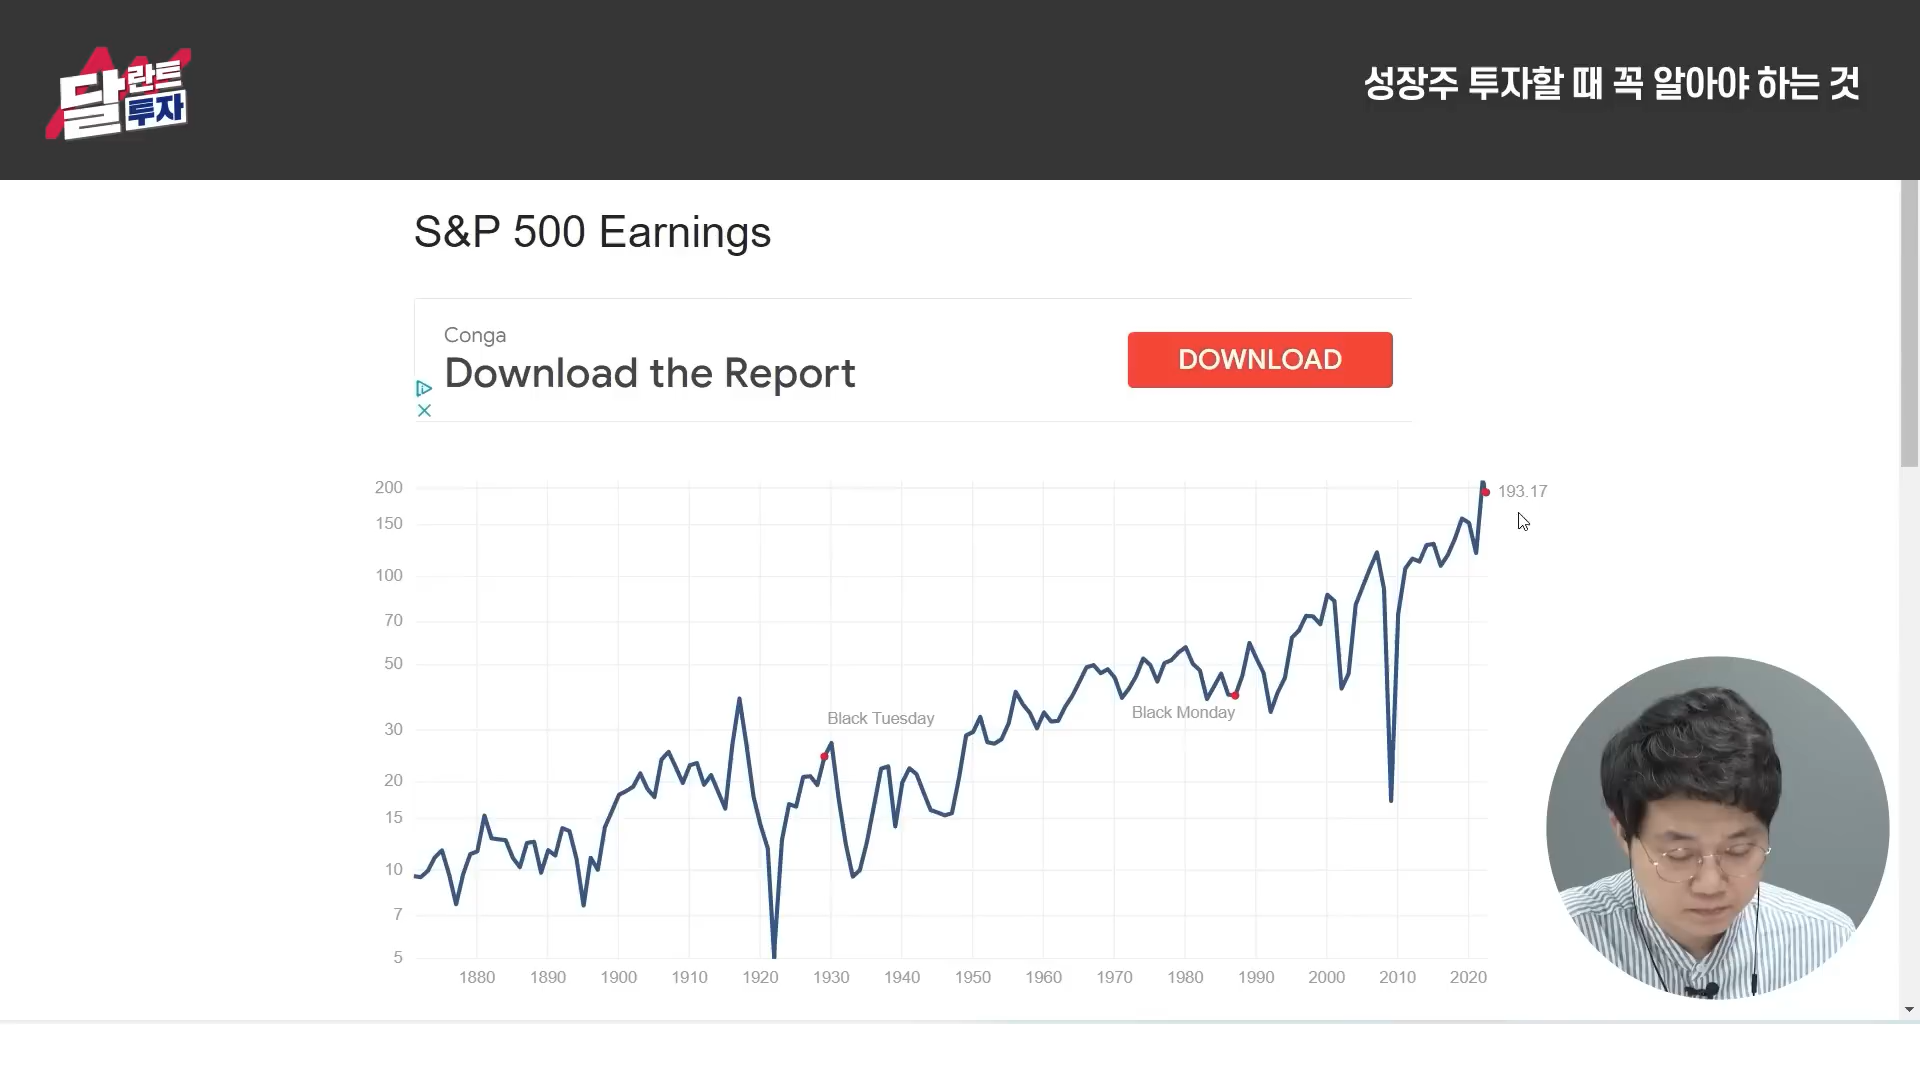 달란트
투자
성장주 투자할 때 꼭 알아야 하는 것
S&P 500 Earnings
Conga
Download the Report
DOWNLOAD
200
150
100
70
50
30
20
15
10
7
5
193.17
Black Tuesday
Black Monday
1880 1890 1900 1910 1920 1930 1940 1950 1960 1970 1980 1990 2000 2010 2020